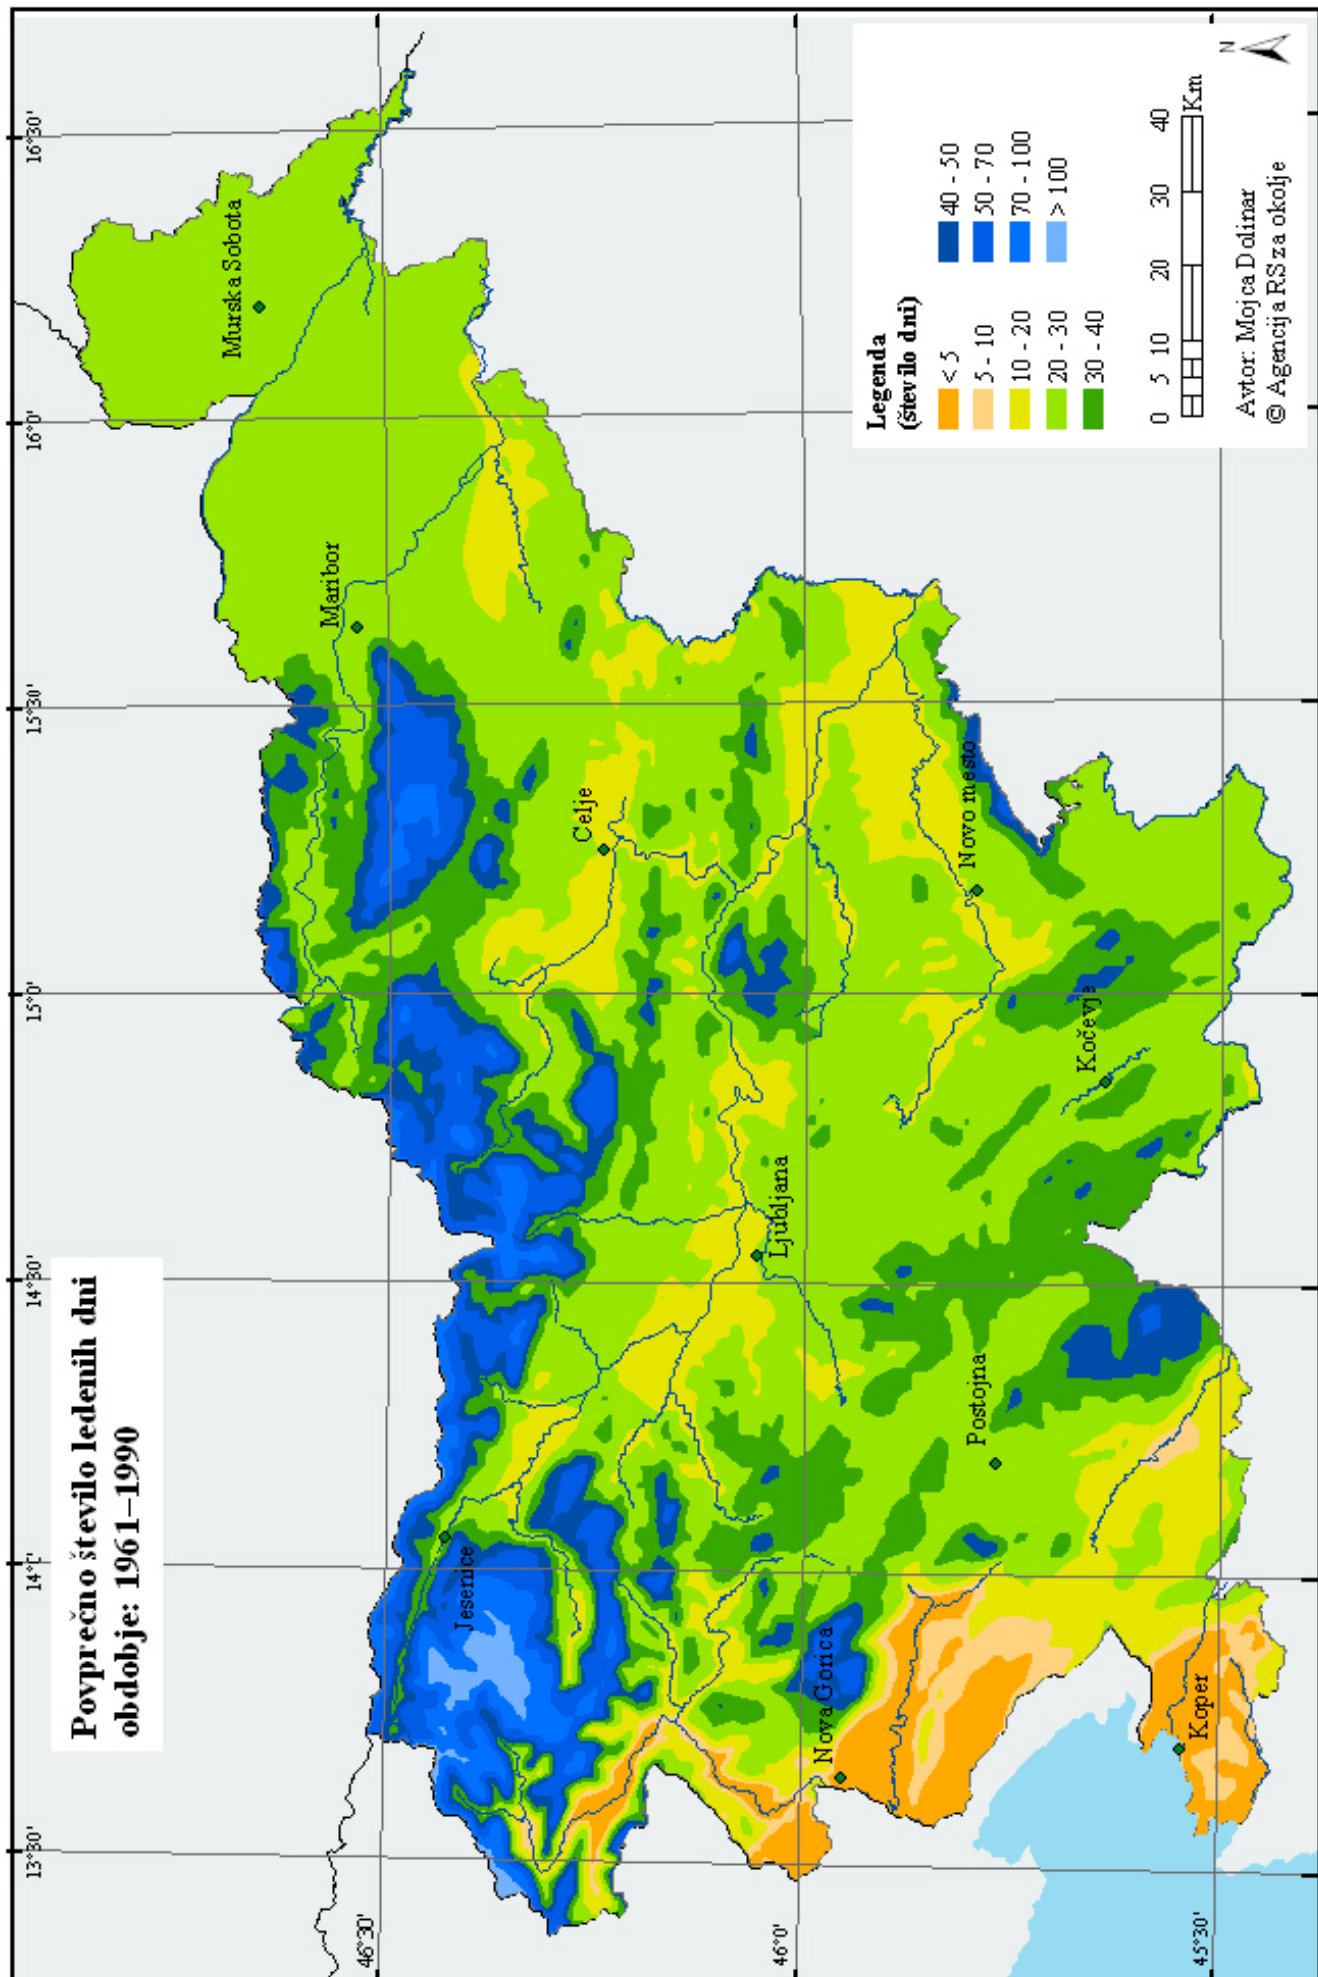 Povprečno število ledenih dni
obdobje: 1961–1990
13°30'
14°0'
14°30'
15°0'
15°30'
16°0'
16°30'
46°30'
46°0'
45°30'
Murska Sobota
Maribor
Celje
Novo mesto
Kočevje
Ljubljana
Postojna
Jesenice
Nova Gorica
Koper
Legenda
(število dni)
< 5
5 - 10
10 - 20
20 - 30
30 - 40
40 - 50
50 - 70
70 - 100
> 100
0 5 10 20 30 40
Km
N
Avtor: Mojca Dolinar
© Agencija RS za okolje